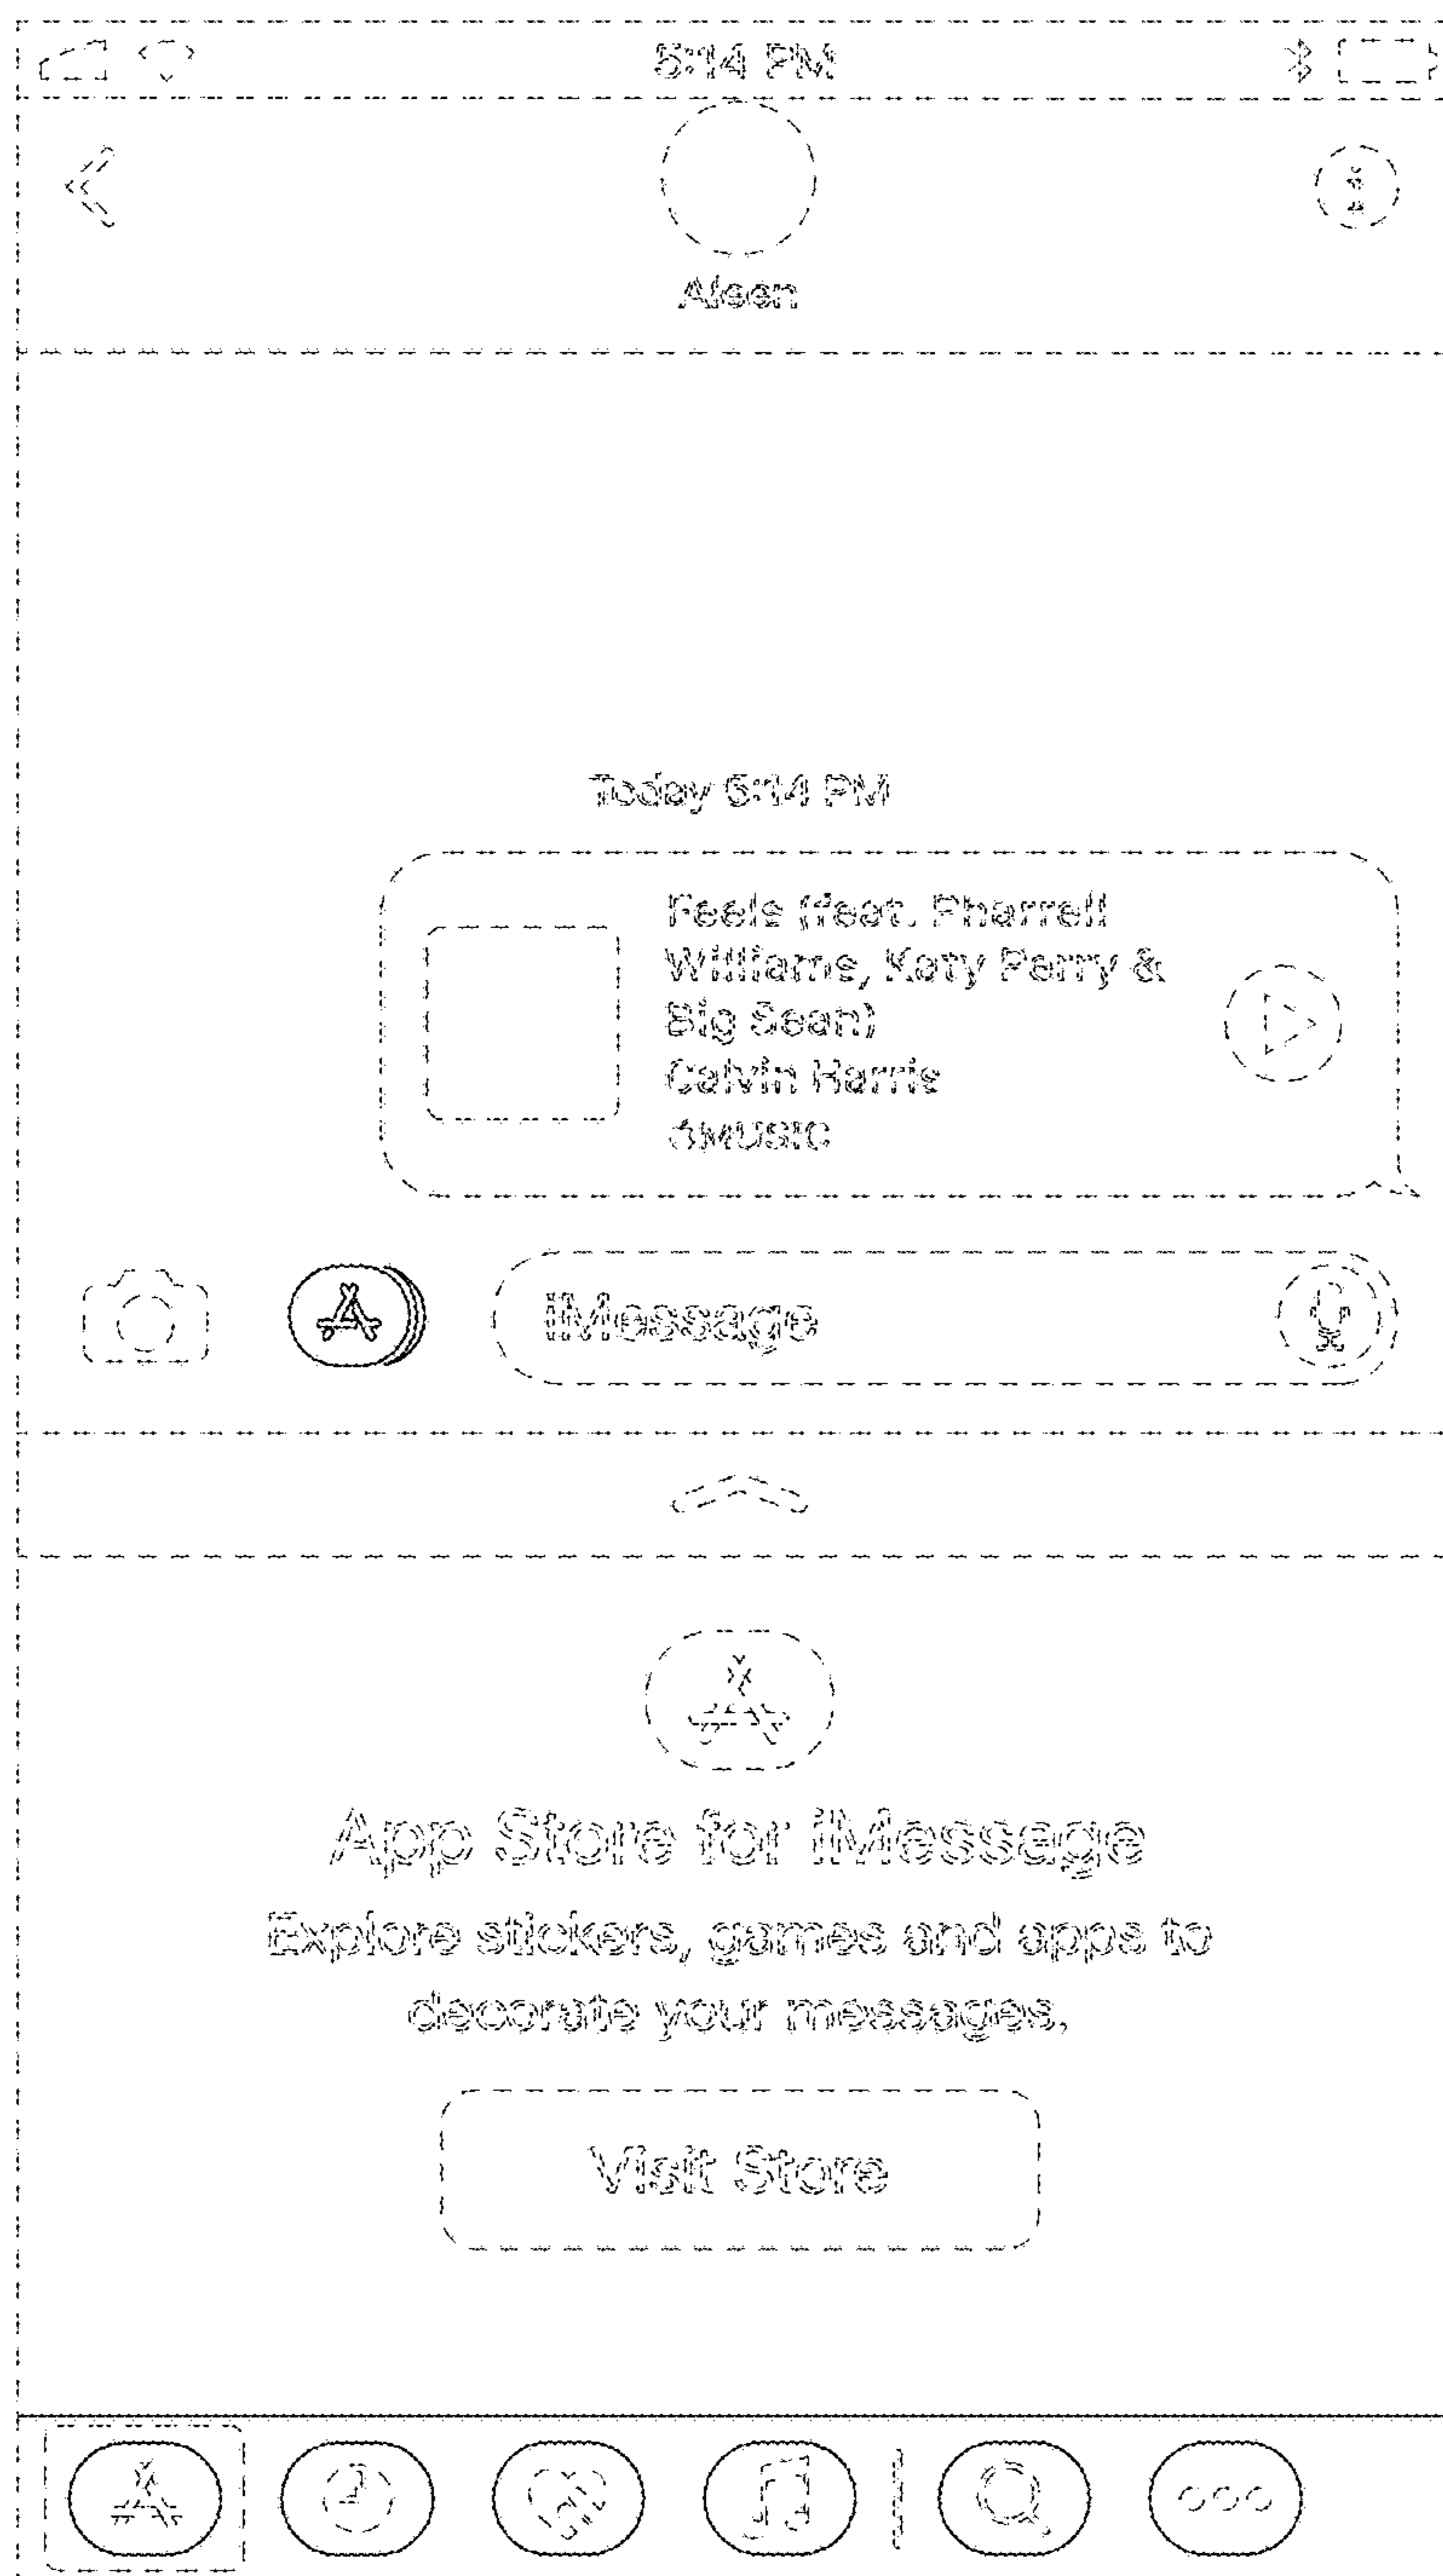 5:14 PM
Aleen
Today 5:14 PM
Feels (feat. Pharrell
Williams, Katy Perry &
Big Sean)
Calvin Harris
MUSIC
iMessage
App Store for iMessage
Explore stickers, games and apps to
decorate your messages.
Visit Store